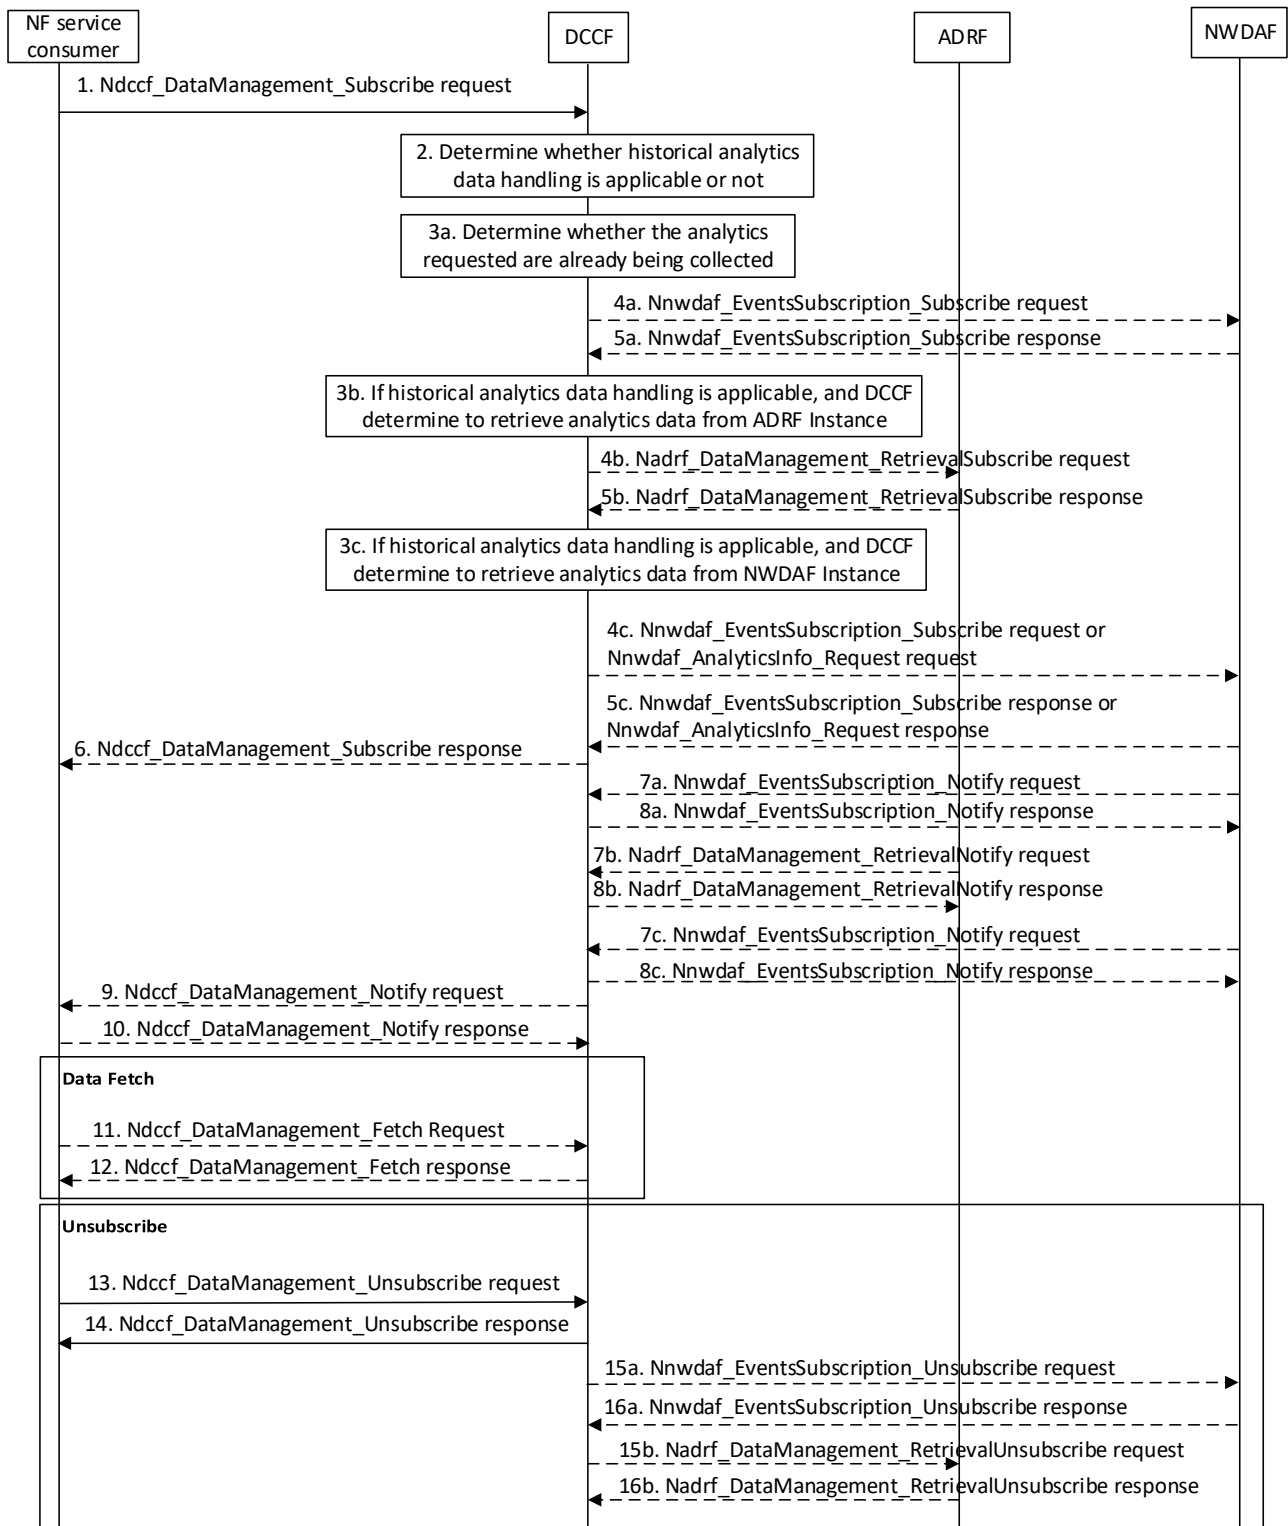 NF service
consumer
DCCF
ADRF
NWDAF
1. Ndccf_DataManagement_Subscribe request
2. Determine whether historical analytics
data handling is applicable or not
3a. Determine whether the analytics
requested are already being collected
4a. Nnwdaf_EventsSubscription_Subscribe request
5a. Nnwdaf_EventsSubscription_Subscribe response
3b. If historical analytics data handling is applicable, and DCCF
determine to retrieve analytics data from ADRF Instance
4b. Nadrf_DataManagement_RetrievalSubscribe request
5b. Nadrf_DataManagement_RetrievalSubscribe response
3c. If historical analytics data handling is applicable, and DCCF
determine to retrieve analytics data from NWDAF Instance
4c. Nnwdaf_EventsSubscription_Subscribe request or
Nnwdaf_AnalyticsInfo_Request request
5c. Nnwdaf_EventsSubscription_Subscribe response or
Nnwdaf_AnalyticsInfo_Request response
6. Ndccf_DataManagement_Subscribe response
7a. Nnwdaf_EventsSubscription_Notify request
8a. Nnwdaf_EventsSubscription_Notify response
7b. Nadrf_DataManagement_RetrievalNotify request
8b. Nadrf_DataManagement_RetrievalNotify response
7c. Nnwdaf_EventsSubscription_Notify request
8c. Nnwdaf_EventsSubscription_Notify response
9. Ndccf_DataManagement_Notify request
10. Ndccf_DataManagement_Notify response
Data Fetch
11. Ndccf_DataManagement_Fetch Request
12. Ndccf_DataManagement_Fetch response
Unsubscribe
13. Ndccf_DataManagement_Unsubscribe request
14. Ndccf_DataManagement_Unsubscribe response
15a. Nnwdaf_EventsSubscription_Unsubscribe request
16a. Nnwdaf_EventsSubscription_Unsubscribe response
15b. Nadrf_DataManagement_RetrievalUnsubscribe request
16b. Nadrf_DataManagement_RetrievalUnsubscribe response